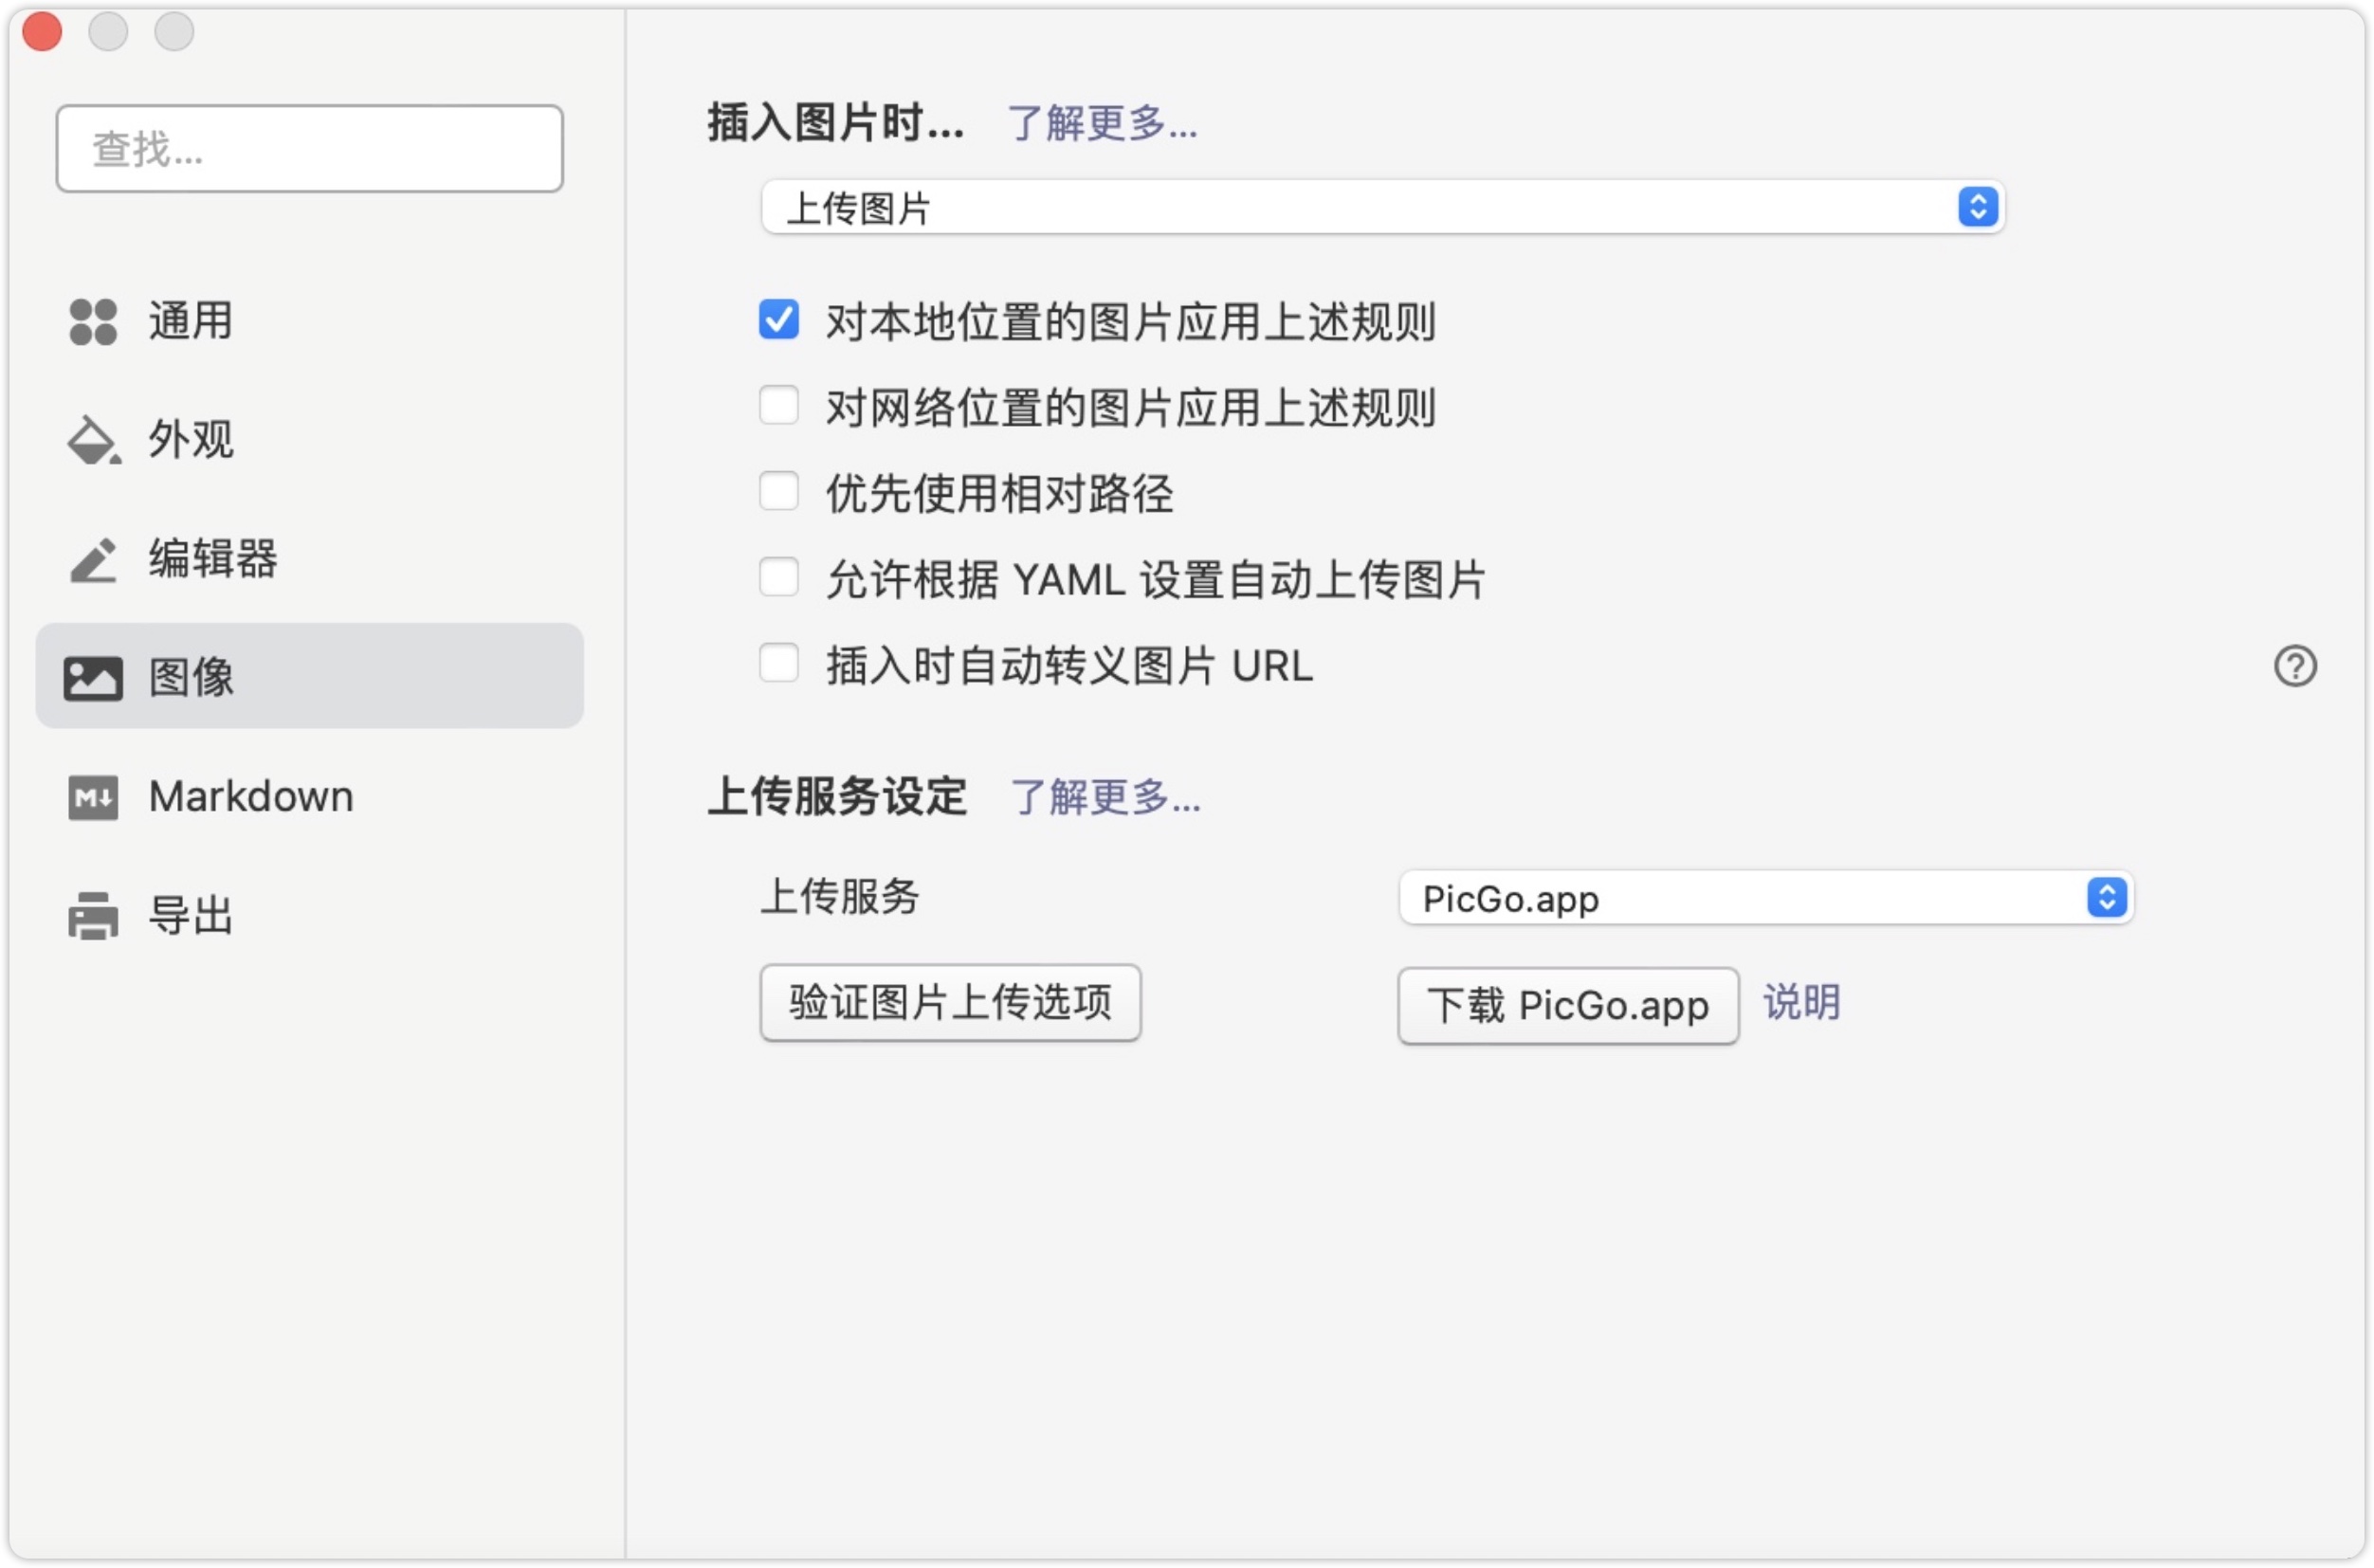 查找...
通用
外观
编辑器
图像
Markdown
导出
插入图片时... 了解更多...
上传图片
对本地位置的图片应用上述规则
对网络位置的图片应用上述规则
优先使用相对路径
允许根据 YAML 设置自动上传图片
插入时自动转义图片 URL
上传服务设定 了解更多...
上传服务 PicGo.app
验证图片上传选项 下载 PicGo.app 说明